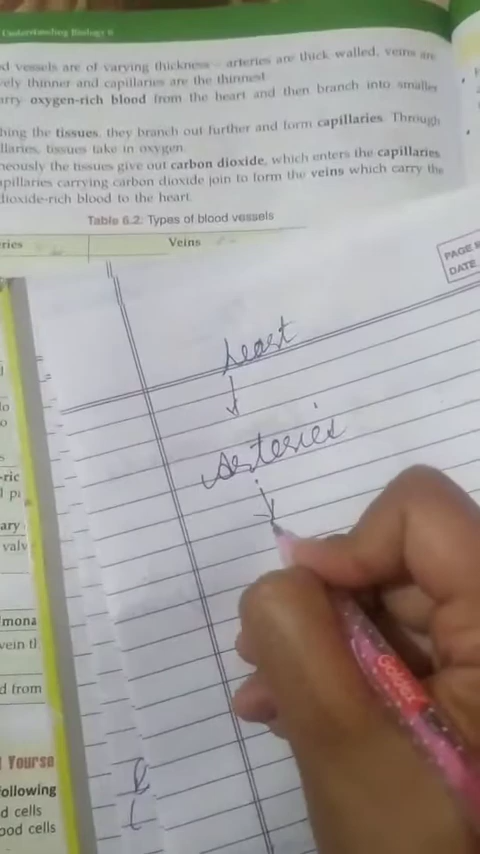 Understanding Biology 6
d vessels are of varying thickness – arteries are thick walled, veins are
vely thinner and capillaries are the thinnest
arry oxygen-rich blood from the heart and then branch into smaller
hing the tissues, they branch out further and form capillaries. Through
llaries, tissues take in oxygen.
neously the tissues give out carbon dioxide, which enters the capillaries
apillaries carrying carbon dioxide join to form the veins which carry the
dioxide-rich blood to the heart.
Table 6.2: Types of blood vessels
ries Veins
PAGE
DATE
heart
arteries
-ric
ary
valv
mona
vein tl
d from
Yourse
ollowing
d cells
ood cells
Goldex